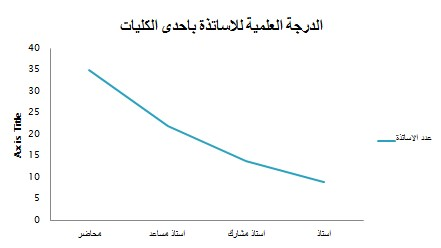 الدرجة العلمية للاساتذة باحدى الكليات
40
35
30
25
20
15
10
5
0
Axis Title
محاضر
استاذ مساعد
استاذ مشارك
استاذ
عدد الاساتذة